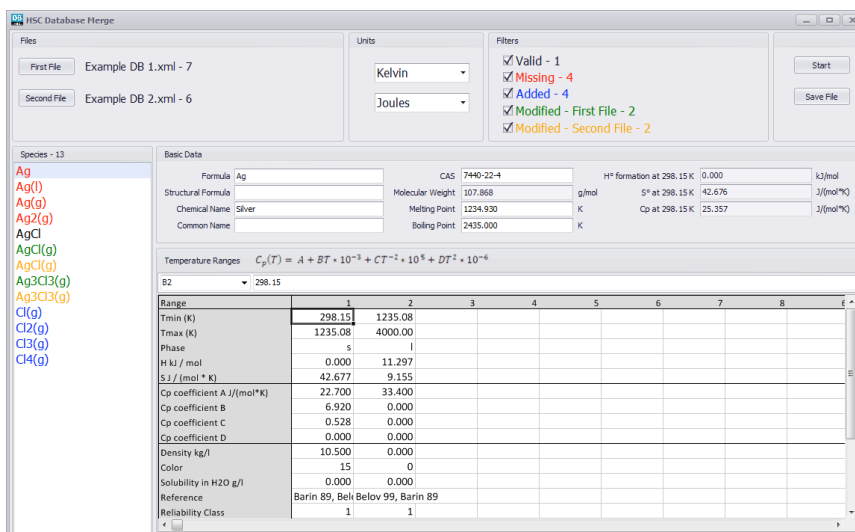 HSC Database Merge
Files
First File Example DB 1.xml - 7
Second File Example DB 2.xml - 6
Units
Kelvin
Joules
Filters
Valid - 1
Missing - 4
Added - 4
Modified - First File - 2
Modified - Second File - 2
Start
Save File
Species - 13
Ag
Ag(l)
Ag(g)
Ag2(g)
AgCl
AgCl(g)
AgCl(g)
Ag3Cl3(g)
Ag3Cl3(g)
Cl(g)
Cl2(g)
Cl3(g)
Cl4(g)
Basic Data
Formula Ag CAS 7440-22-4 H° formation at 298.15 K 0.000 kJ/mol
Structural Formula Molecular Weight 107.868 g/mol S° at 298.15 K 42.676 J/(mol*K)
Chemical Name Silver Melting Point 1234.930 K Cp at 298.15 K 25.357 J/(mol*K)
Common Name Boiling Point 2435.000 K
Temperature Ranges Cp(T) = A + BT * 10⁻³ + CT⁻² * 10⁵ + DT² * 10⁻⁶
B2 298.15
Range 1 2 3 4 5 6 7 8
Tmin (K) 298.15 1235.08
Tmax (K) 1235.08 4000.00
Phase s l
H kJ / mol 0.000 11.297
S J / (mol * K) 42.677 9.155
Cp coefficient A J/(mol*K) 22.700 33.400
Cp coefficient B 6.920 0.000
Cp coefficient C 0.528 0.000
Cp coefficient D 0.000 0.000
Density kg/l 10.500 0.000
Color 15 0
Solubility in H2O g/l 0.000 0.000
Reference Barin 89, Bel Belov 99, Barin 89
Reliability Class 1 1